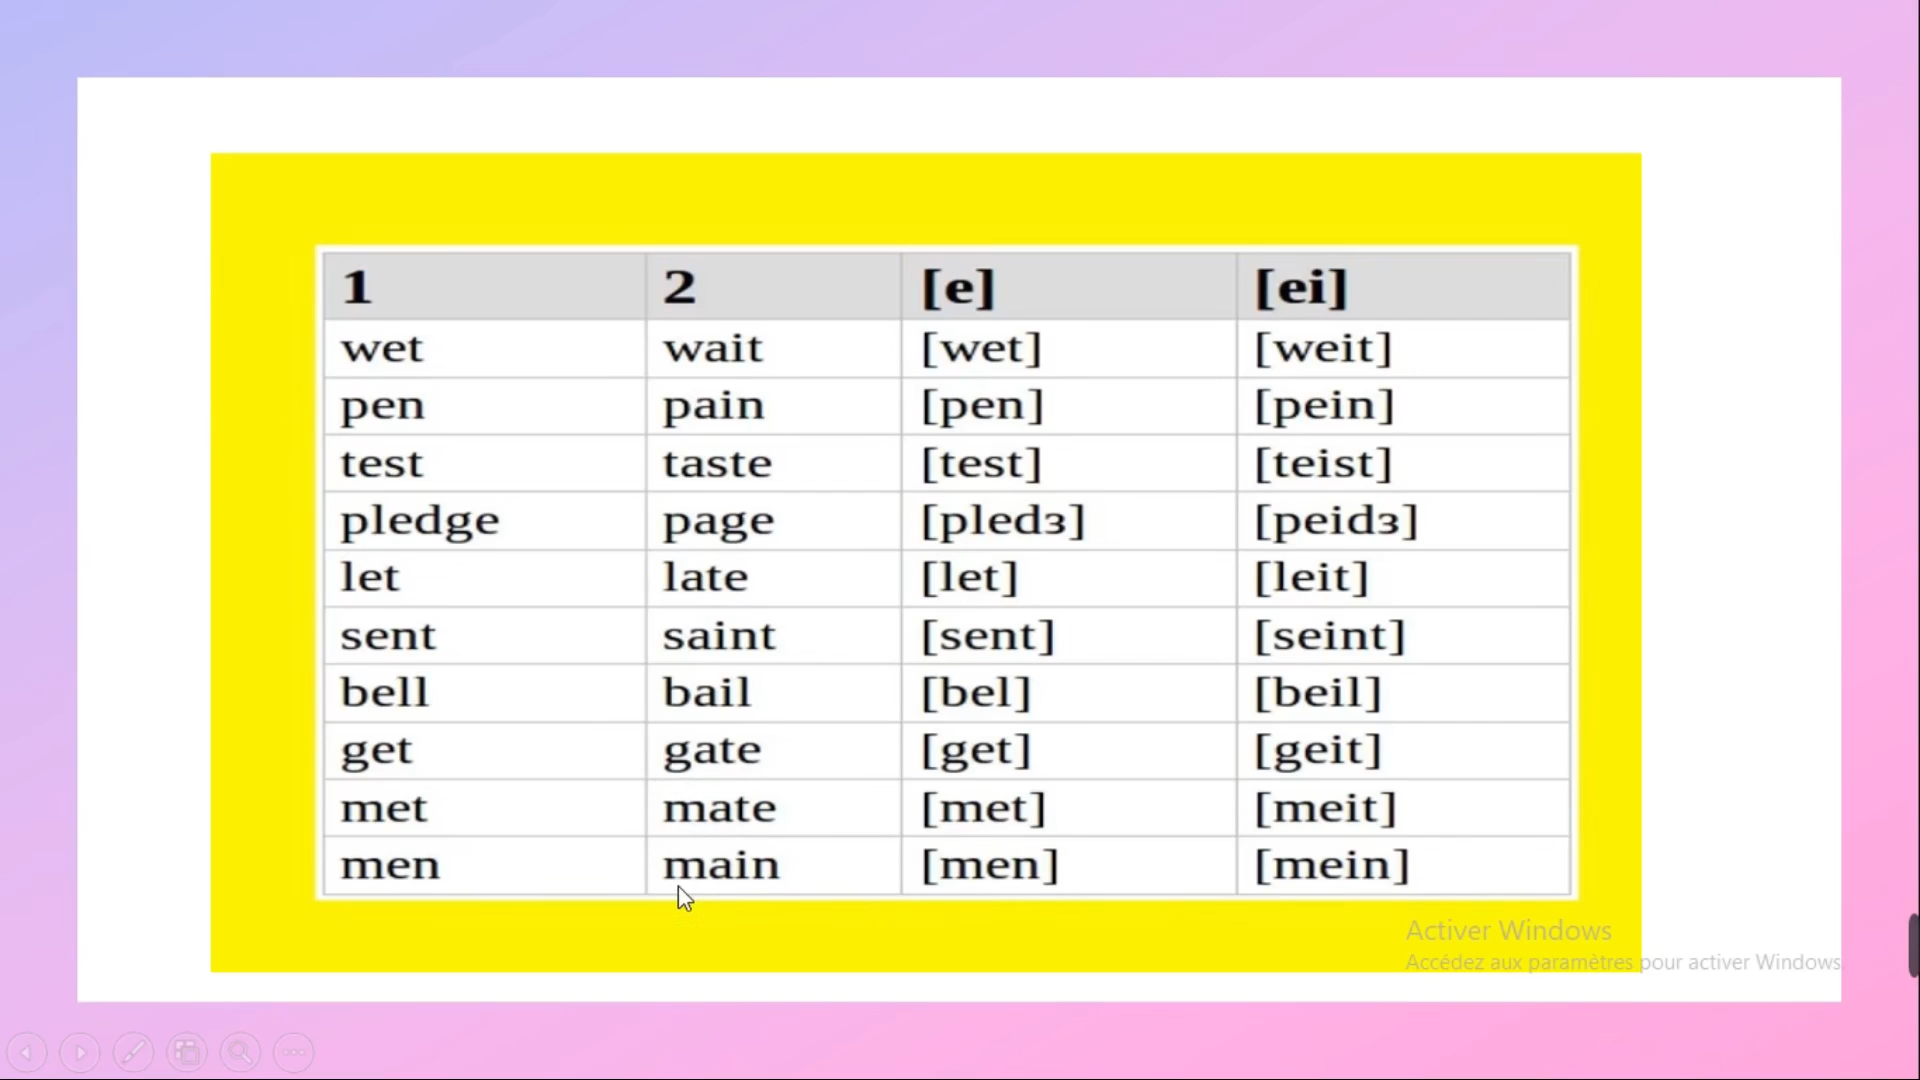 1 2 [e] [ei]
wet wait [wet] [weit]
pen pain [pen] [pein]
test taste [test] [teist]
pledge page [pledɜ] [peidɜ]
let late [let] [leit]
sent saint [sent] [seint]
bell bail [bel] [beil]
get gate [get] [geit]
met mate [met] [meit]
men main [men] [mein]
Activer Windows
Accédez aux paramètres pour activer Windows.